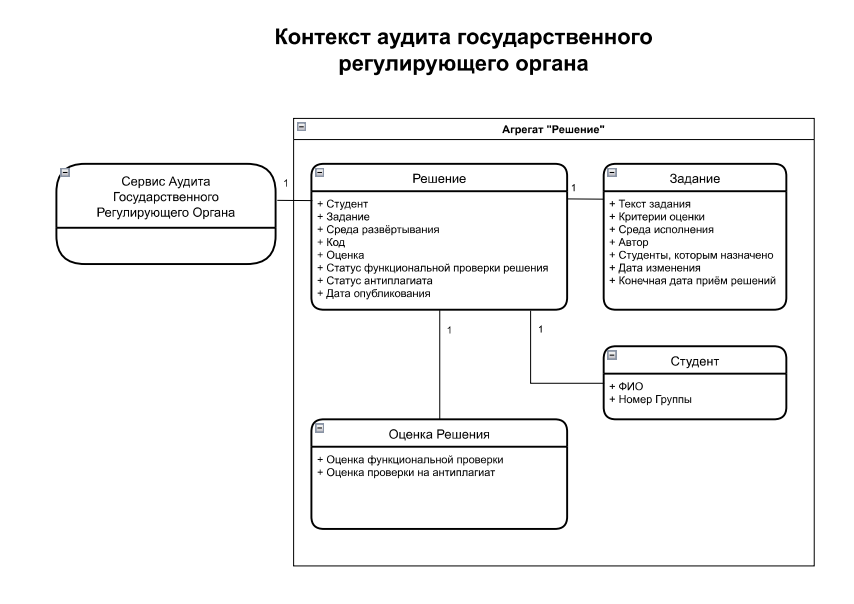 Контекст аудита государственного
регулирующего органа
Агрегат "Решение"
Сервис Аудита
Государственного
Регулирующего Органа
1
Решение
+ Студент
+ Задание
+ Среда развёртывания
+ Код
+ Оценка
+ Статус функциональной проверки решения
+ Статус антиплагиата
+ Дата опубликования
1
Задание
+ Текст задания
+ Критерии оценки
+ Среда исполнения
+ Автор
+ Студенты, которым назначено
+ Дата изменения
+ Конечная дата приём решений
1
1
Студент
+ ФИО
+ Номер Группы
Оценка Решения
+ Оценка функциональной проверки
+ Оценка проверки на антиплагиат